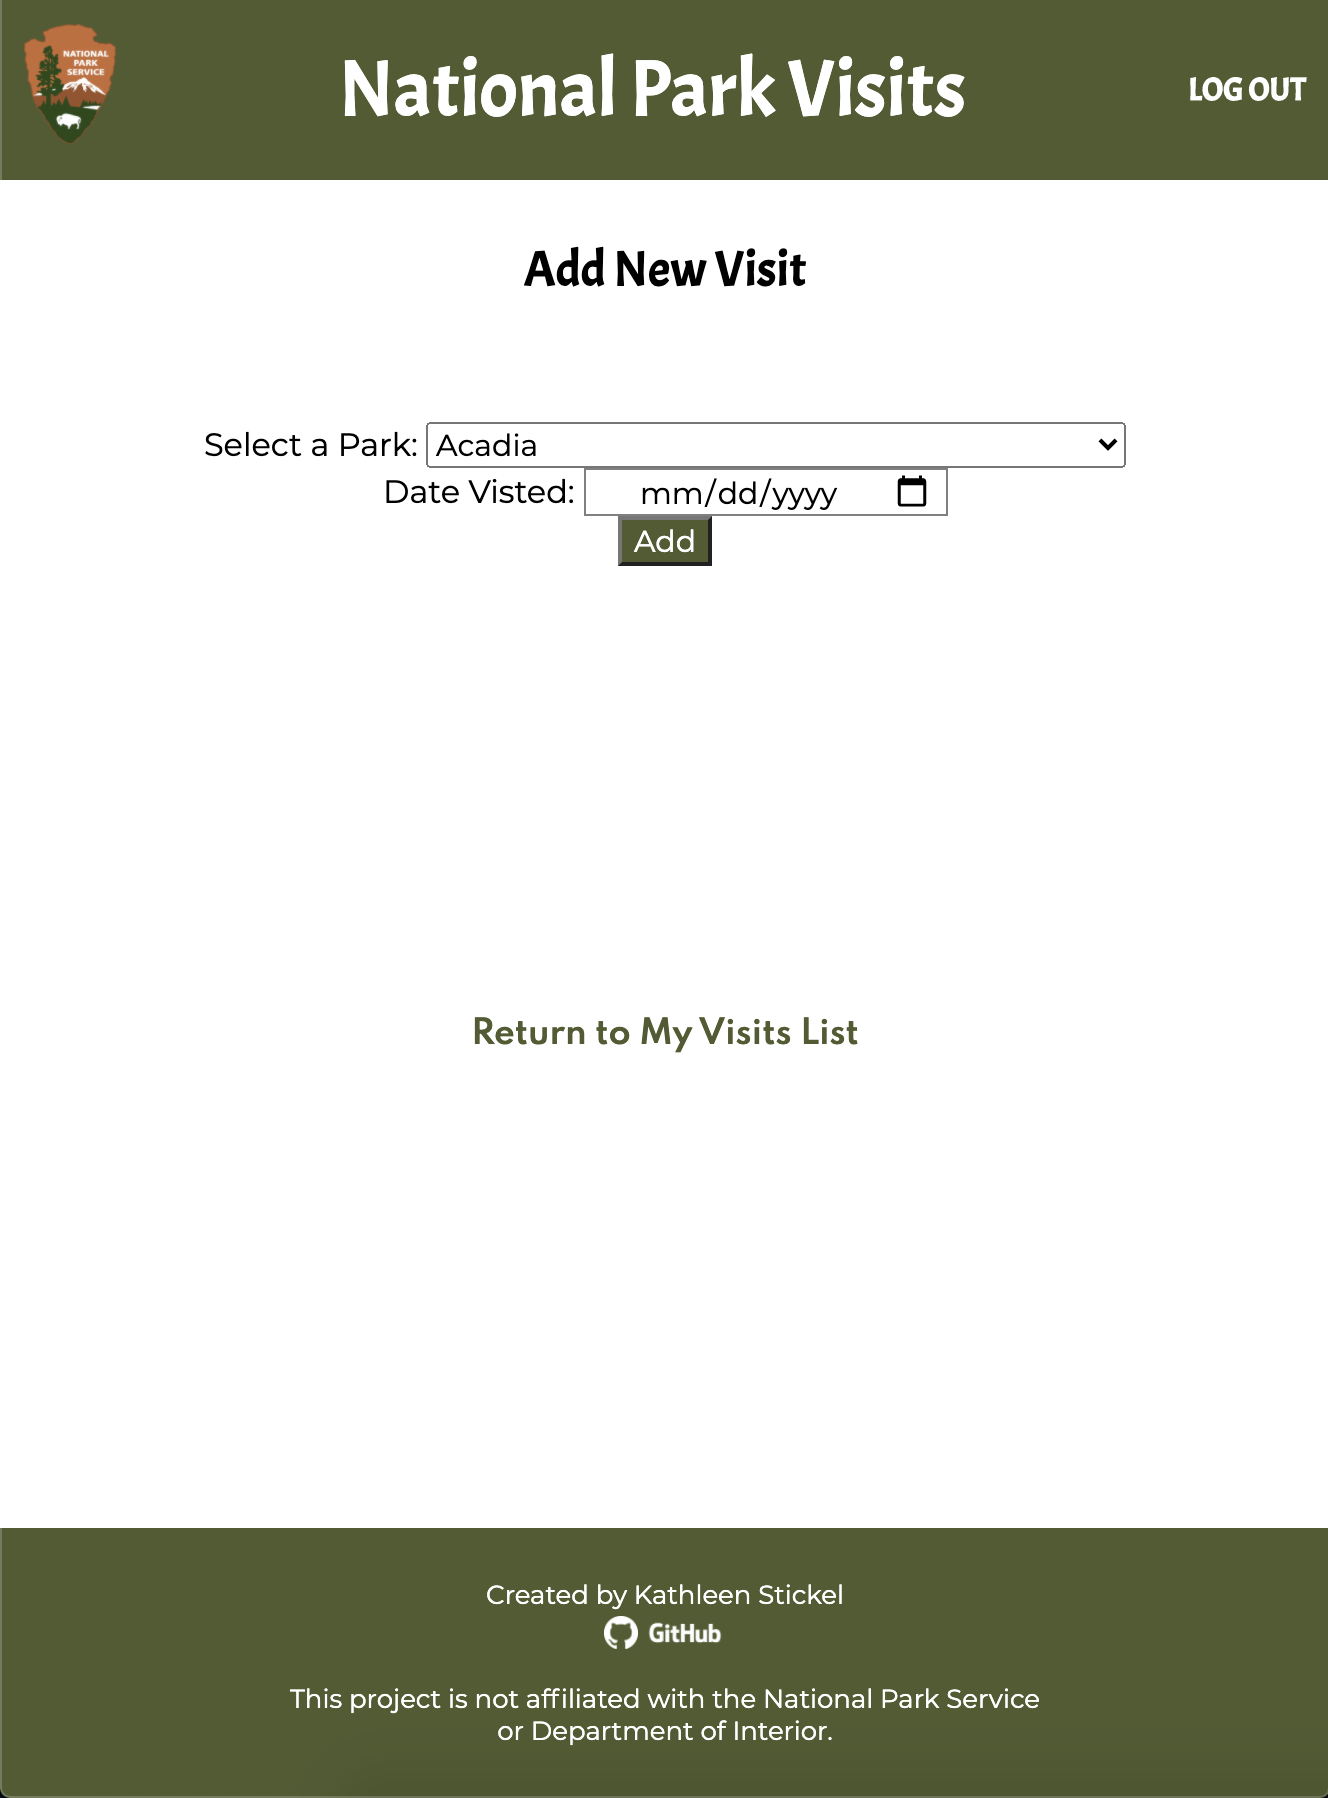 NATIONAL
PARK
SERVICE
National Park Visits
LOG OUT
Add New Visit
Select a Park: Acadia
Date Visted: mm/dd/yyyy
Add
Return to My Visits List
Created by Kathleen Stickel
GitHub
This project is not affiliated with the National Park Service
or Department of Interior.